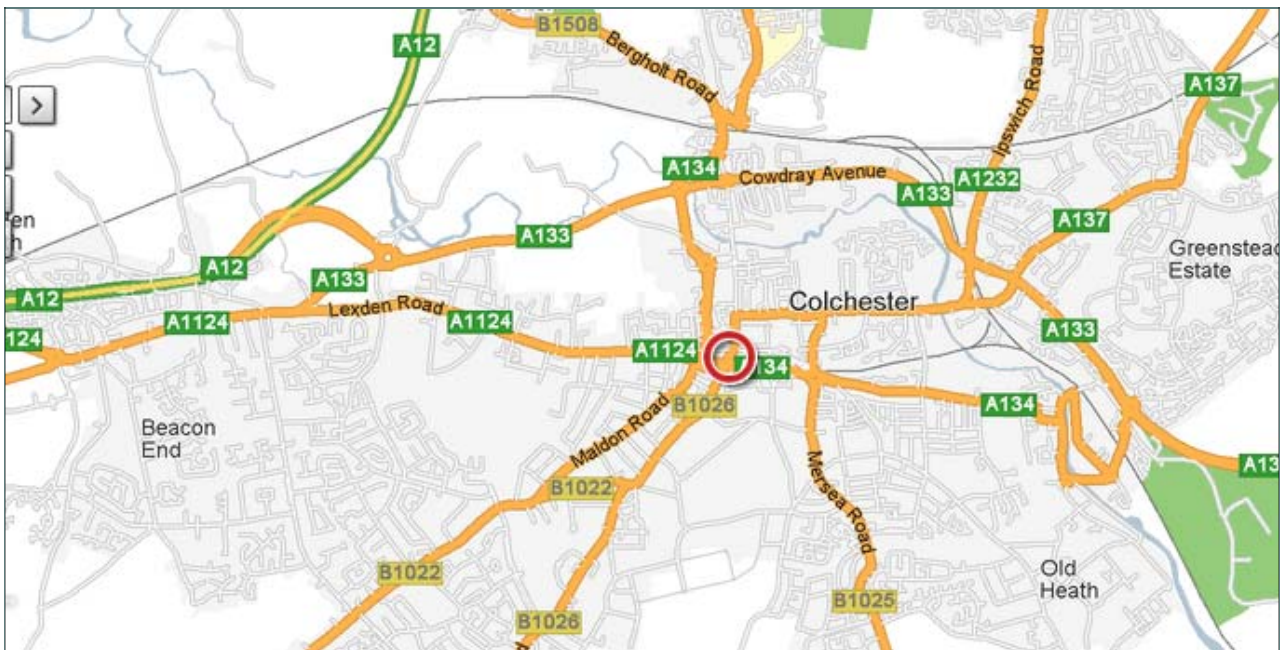 B1508
A12
Bergholt Road
Ipswich Road
A137
A134
Cowdray Avenue
A133
A1232
A137
A133
Greenstead
Estate
A12
A133
A12
Lexden Road
A1124
A1124
Colchester
A133
124
A1124
134
A134
B1026
Maldon Road
Beacon
End
B1022
Mersea Road
A13
B1022
Old
Heath
B1025
B1026